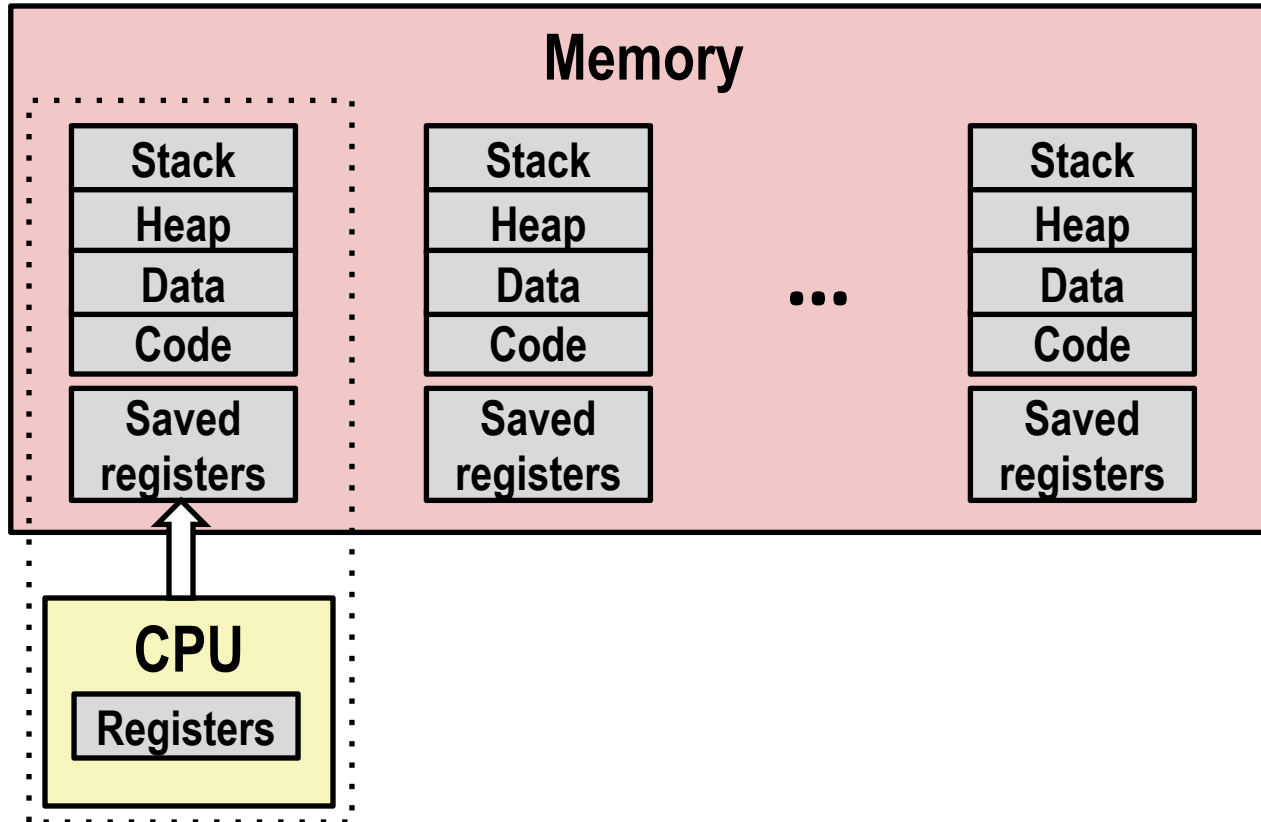 Memory
Stack
Heap
Data
Code
Saved
registers
Stack
Heap
Data
Code
Saved
registers
...
Stack
Heap
Data
Code
Saved
registers
CPU
Registers